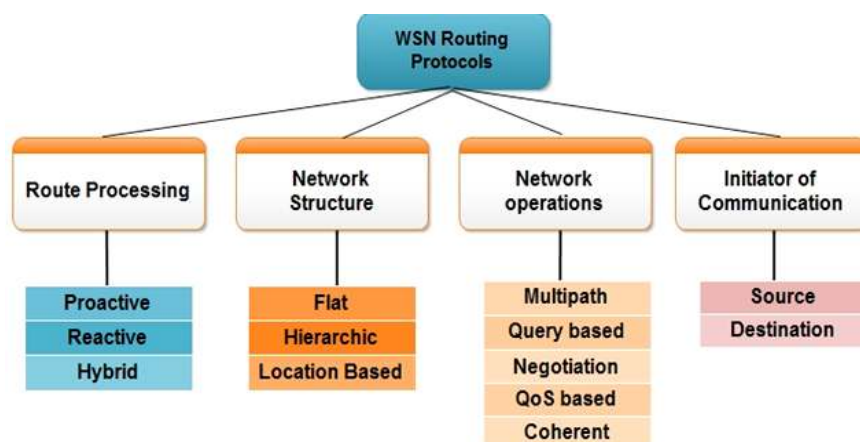 WSN Routing
Protocols
Route Processing
Network
Structure
Network
operations
Initiator of
Communication
Proactive
Reactive
Hybrid
Flat
Hierarchic
Location Based
Multipath
Query based
Negotiation
QoS based
Coherent
Source
Destination